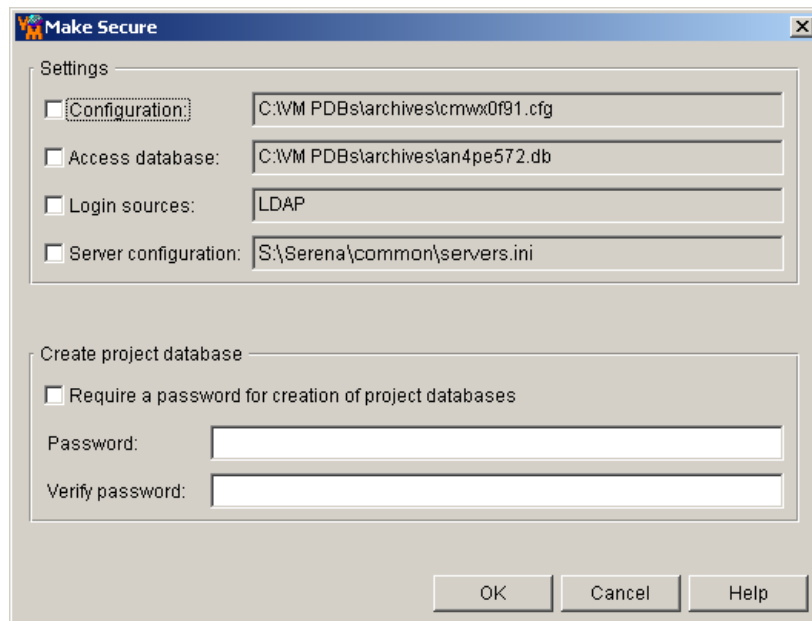 VM Make Secure
Settings
Configuration: C:\VM PDBs\archives\cmwx0f91.cfg
Access database: C:\VM PDBs\archives\an4pe572.db
Login sources: LDAP
Server configuration: S:\Serena\common\servers.ini
Create project database
Require a password for creation of project databases
Password:
Verify password:
OK Cancel Help